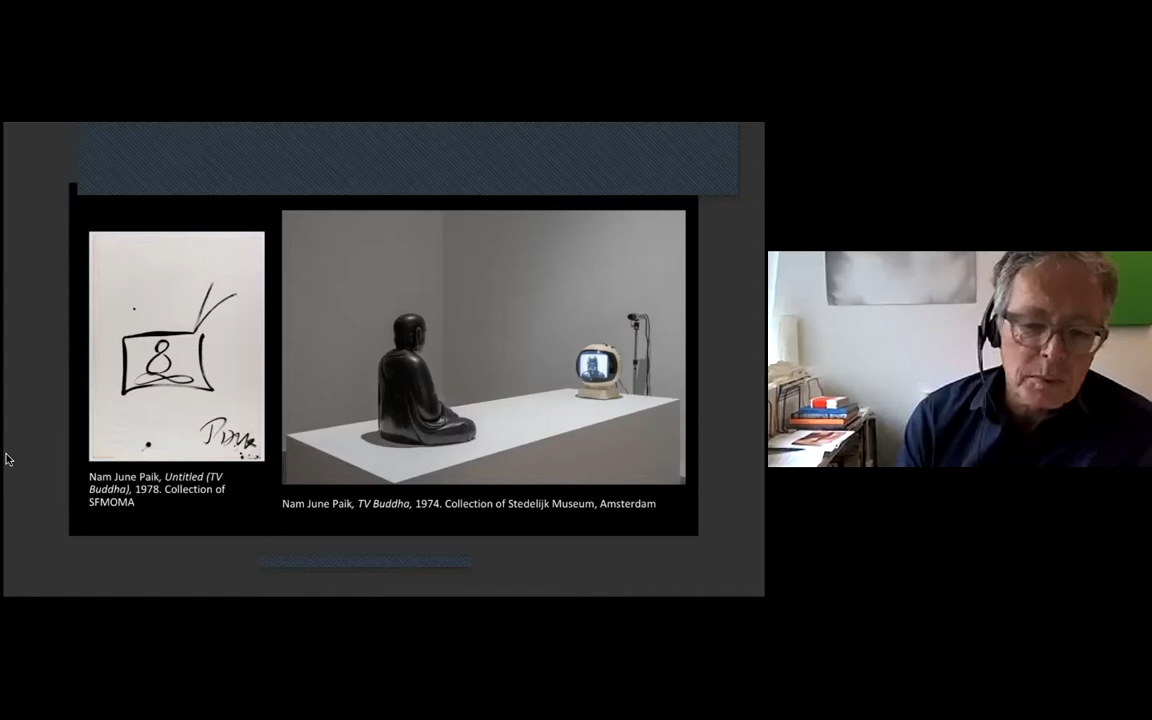 Paik
Nam June Paik, Untitled (TV
Buddha), 1978. Collection of
SFMOMA
Nam June Paik, TV Buddha, 1974. Collection of Stedelijk Museum, Amsterdam